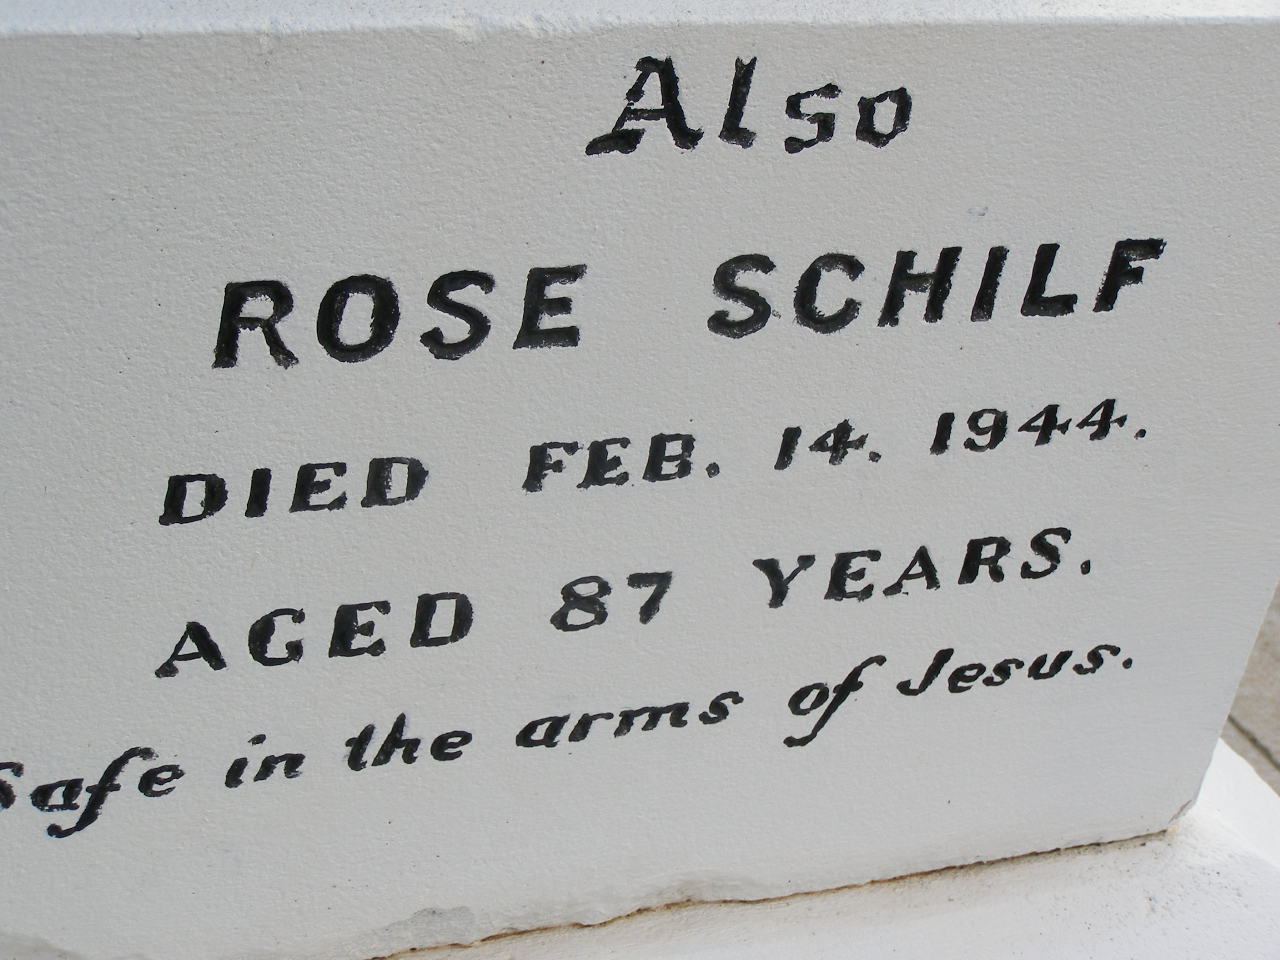 Also
ROSE SCHILF
DIED FEB. 14. 1944.
AGED 87 YEARS.
Safe in the arms of Jesus.